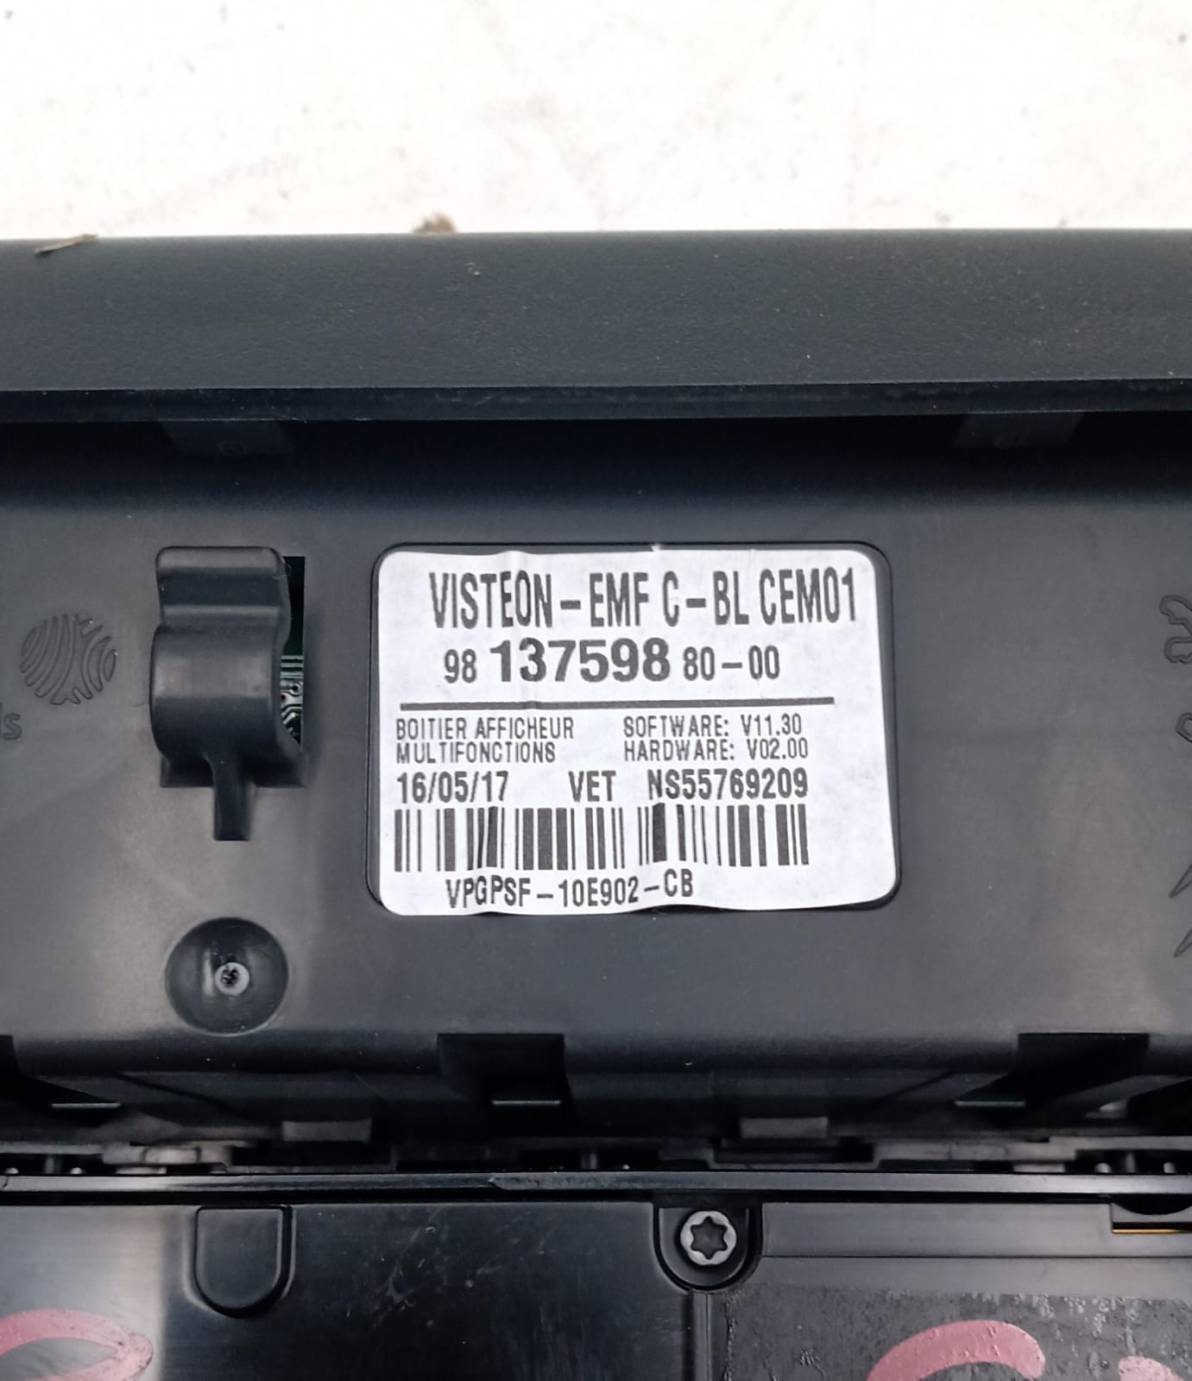 VISTEON-EMF C-BL CEM01
98 137598 80-00
BOITIER AFFICHEUR SOFTWARE: V11.30
MULTIFONCTIONS HARDWARE: V02.00
16/05/17 VET NS55769209
VPGPSF-10E902-CB